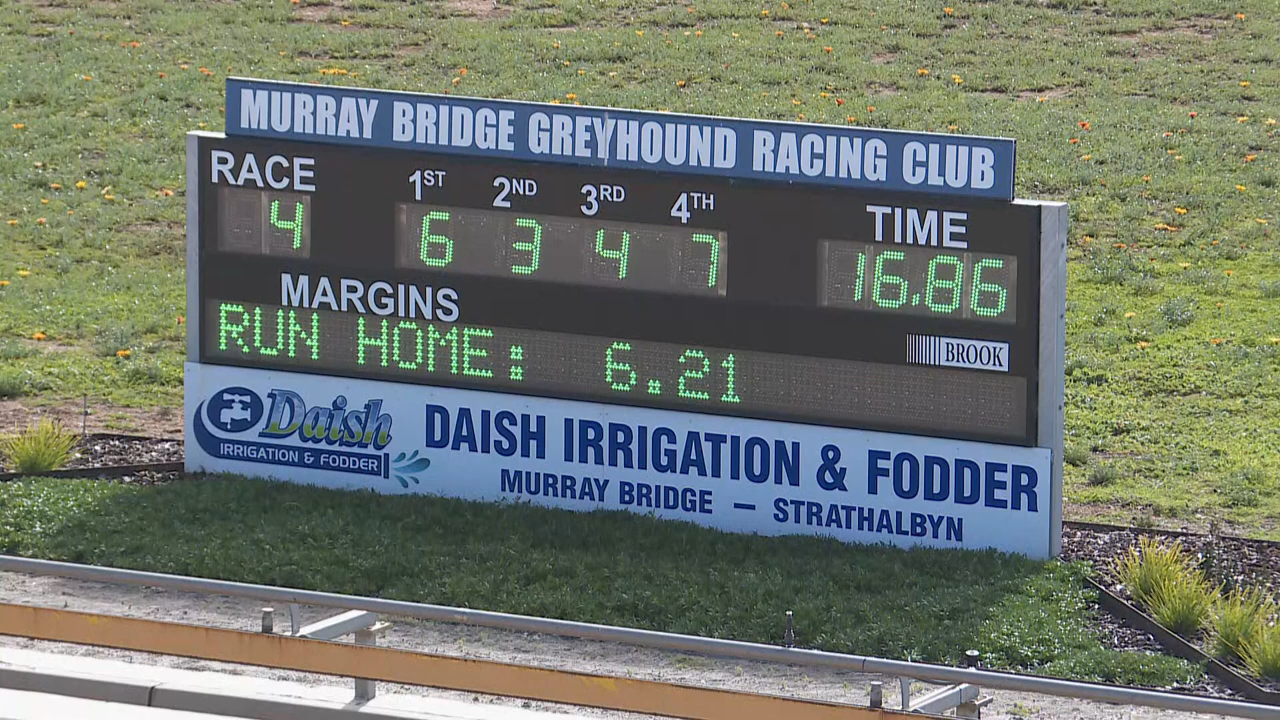 MURRAY BRIDGE GREYHOUND RACING CLUB
RACE 1ST 2ND 3RD 4TH TIME
4 6 3 4 7 16.86
MARGINS
RUN HOME: 6.21
BROOK
Daish
IRRIGATION & FODDER
DAISH IRRIGATION & FODDER
MURRAY BRIDGE – STRATHALBYN